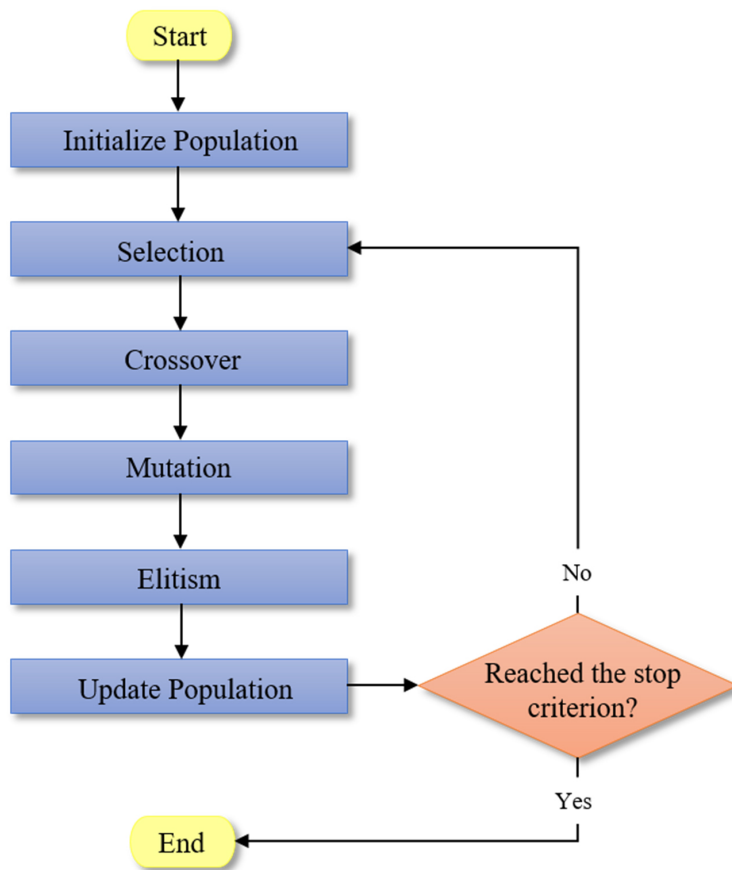 Start
Initialize Population
Selection
Crossover
Mutation
Elitism
Update Population
No
Reached the stop
criterion?
Yes
End